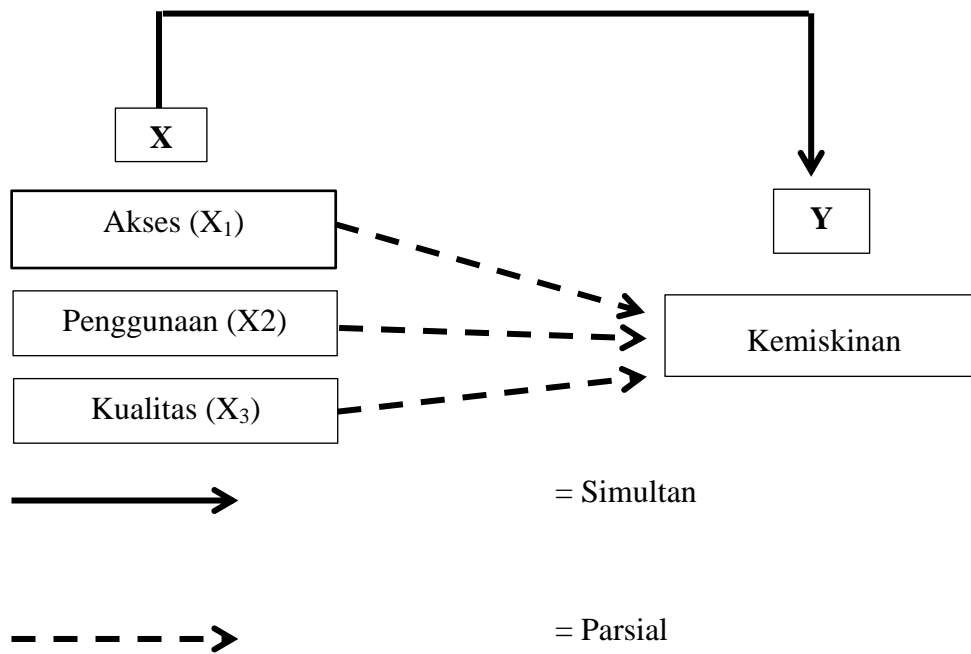 X
Akses (X₁)
Y
Penggunaan (X2)
Kemiskinan
Kualitas (X₃)
= Simultan
= Parsial